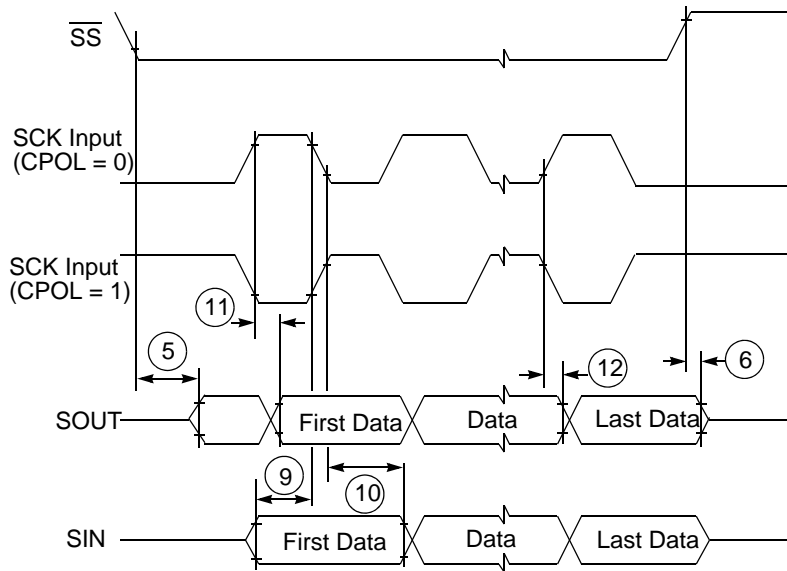 SS
SCK Input
(CPOL = 0)
SCK Input
(CPOL = 1)
11
5
12
6
SOUT
First Data
Data
Last Data
9
10
SIN
First Data
Data
Last Data